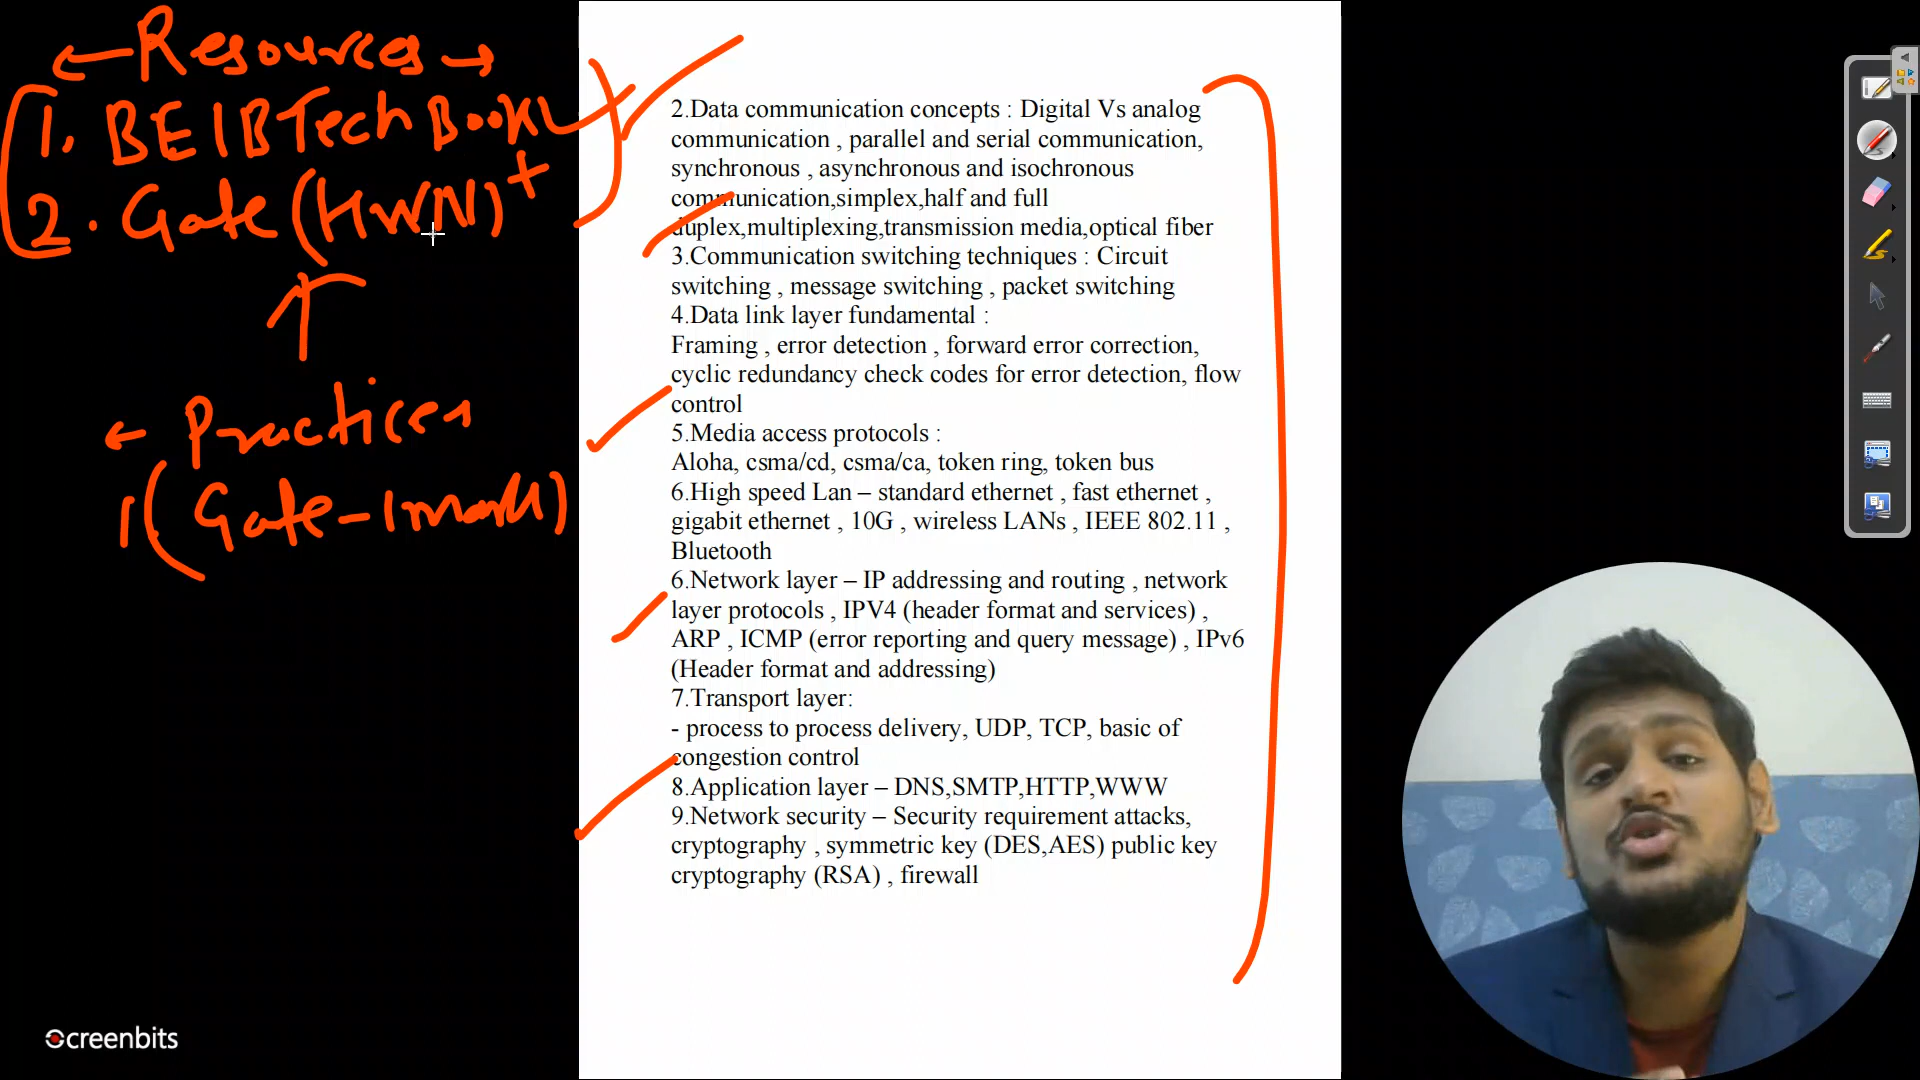 ← Resources →
1. BE/BTech Books
2. Gate (HWN) +
← Practices
1 (Gate - 1 mark)
2.Data communication concepts : Digital Vs analog
communication , parallel and serial communication,
synchronous , asynchronous and isochronous
communication,simplex,half and full
duplex,multiplexing,transmission media,optical fiber
3.Communication switching techniques : Circuit
switching , message switching , packet switching
4.Data link layer fundamental :
Framing , error detection , forward error correction,
cyclic redundancy check codes for error detection, flow
control
5.Media access protocols :
Aloha, csma/cd, csma/ca, token ring, token bus
6.High speed Lan – standard ethernet , fast ethernet ,
gigabit ethernet , 10G , wireless LANs , IEEE 802.11 ,
Bluetooth
6.Network layer – IP addressing and routing , network
layer protocols , IPV4 (header format and services) ,
ARP , ICMP (error reporting and query message) , IPv6
(Header format and addressing)
7.Transport layer:
- process to process delivery, UDP, TCP, basic of
congestion control
8.Application layer – DNS,SMTP,HTTP,WWW
9.Network security – Security requirement attacks,
cryptography , symmetric key (DES,AES) public key
cryptography (RSA) , firewall
Screenbits